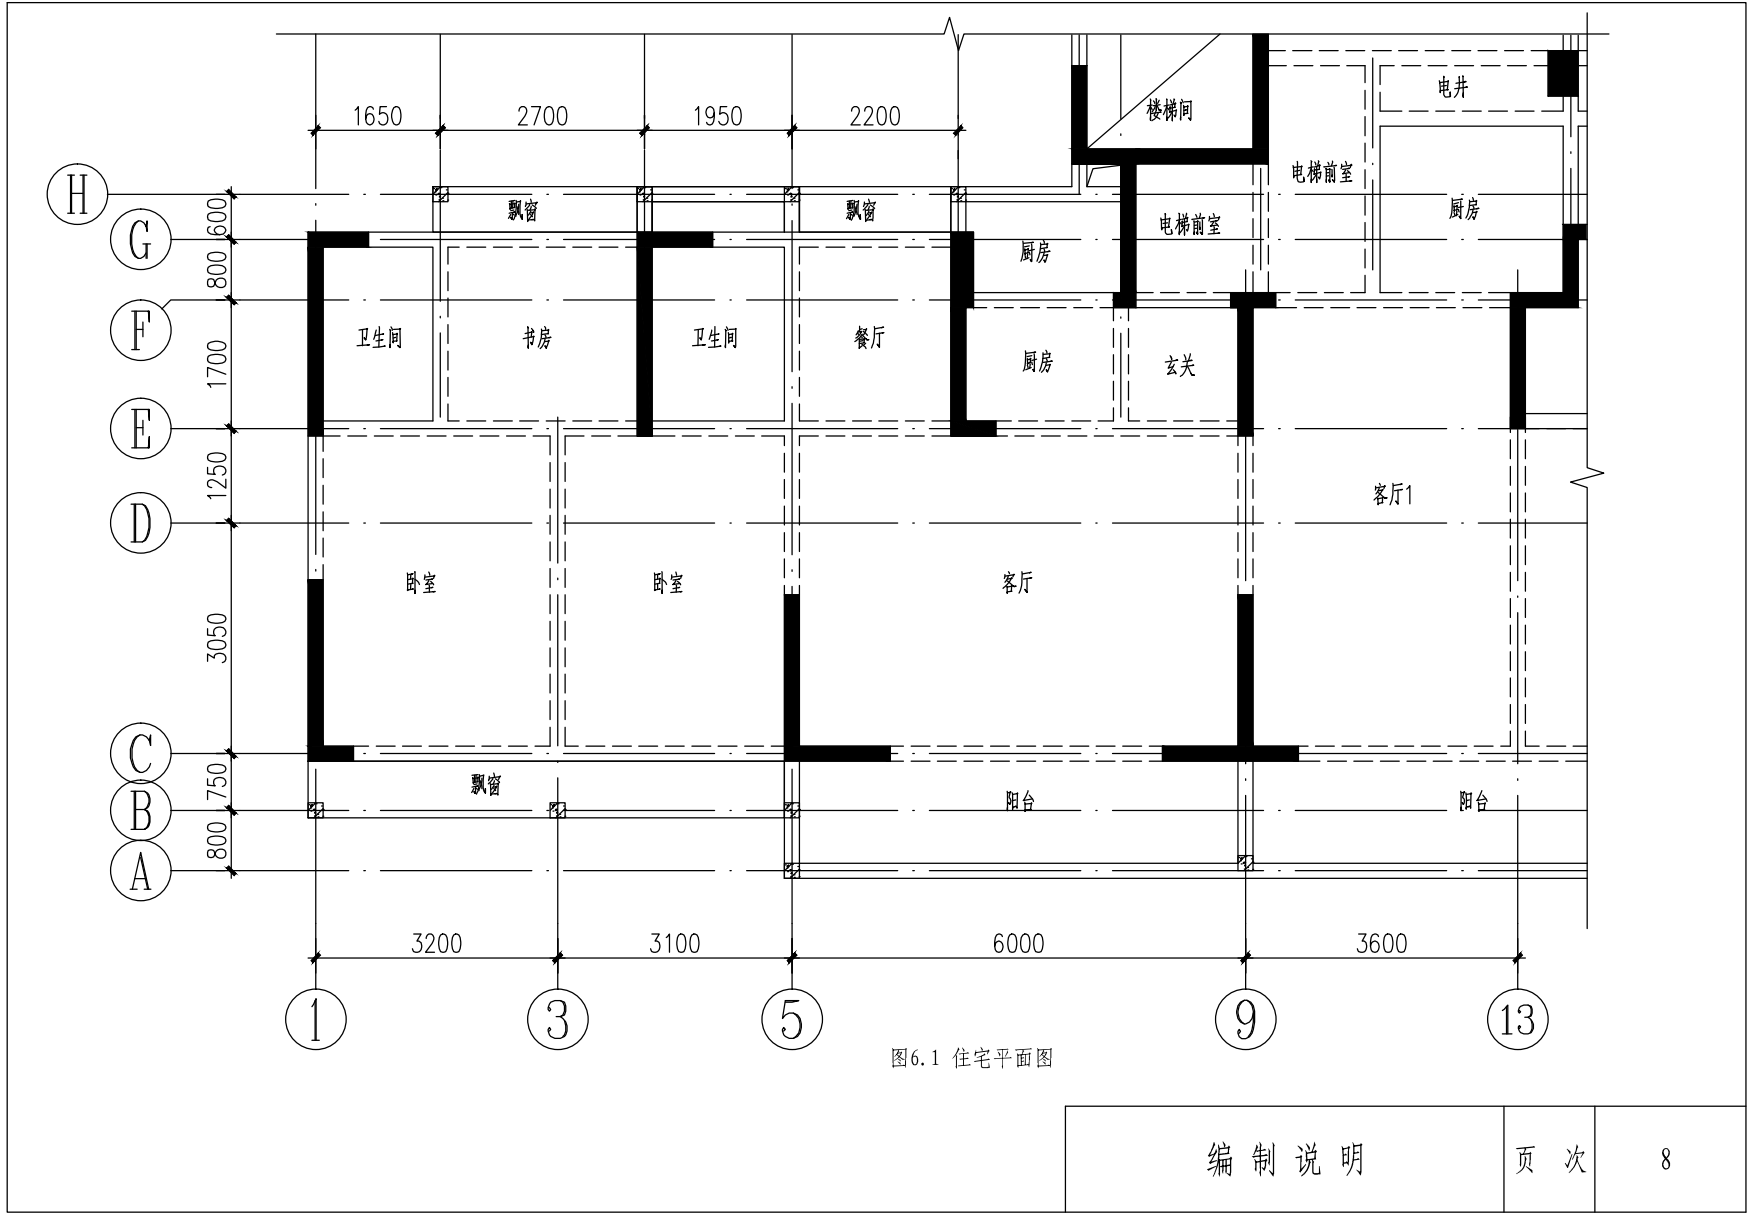 楼梯间
电井
1650 2700 1950 2200
电梯前室
H
600
飘窗 飘窗
厨房
电梯前室
G
800
厨房
F
卫生间 书房 卫生间 餐厅
1700
厨房 玄关
E
1250
客厅1
D
卧室 卧室 客厅
3050
C
750
飘窗
阳台 阳台
B
800
A
3200 3100 6000 3600
1 3 5 9 13
图6.1 住宅平面图
编制说明 页次 8